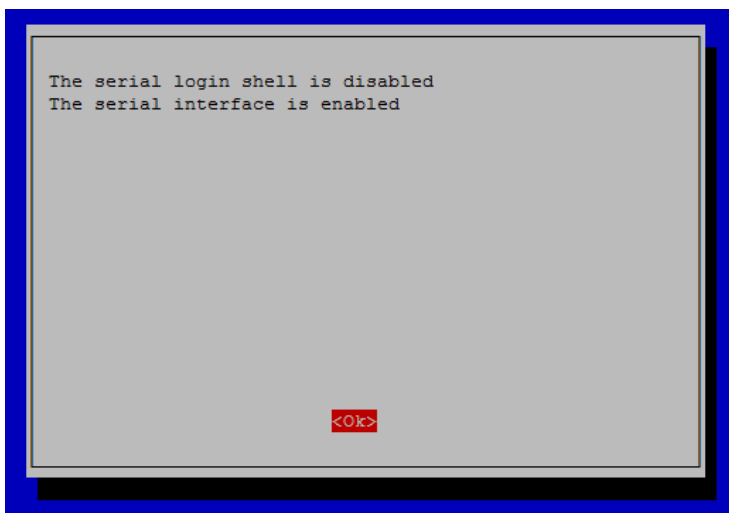 The serial login shell is disabled
The serial interface is enabled
<Ok>